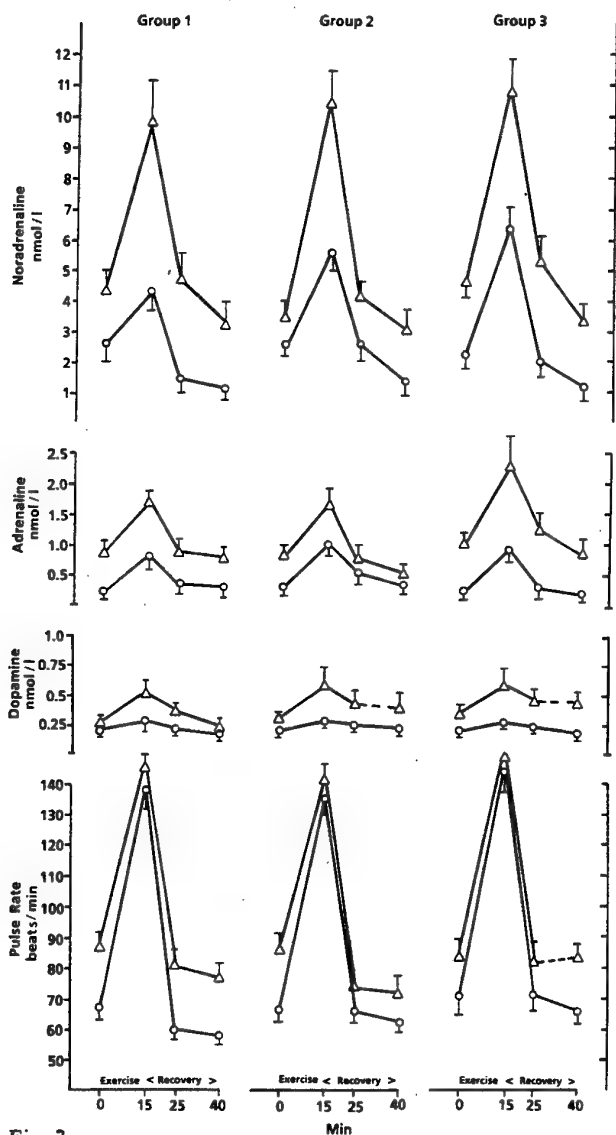 Group 1 Group 2 Group 3
12
11
10
9
8
7
6
5
4
3
2
1
Noradrenaline
nmol/l
2.5
2.0
1.5
1.0
0.5
Adrenaline
nmol/l
1.0
0.75
0.5
0.25
Dopamine
nmol/l
140
130
120
110
100
90
80
70
60
50
Pulse Rate
beats/min
Exercise < Recovery > Exercise < Recovery > Exercise < Recovery >
0 15 25 40 0 15 25 40 0 15 25 40
Min